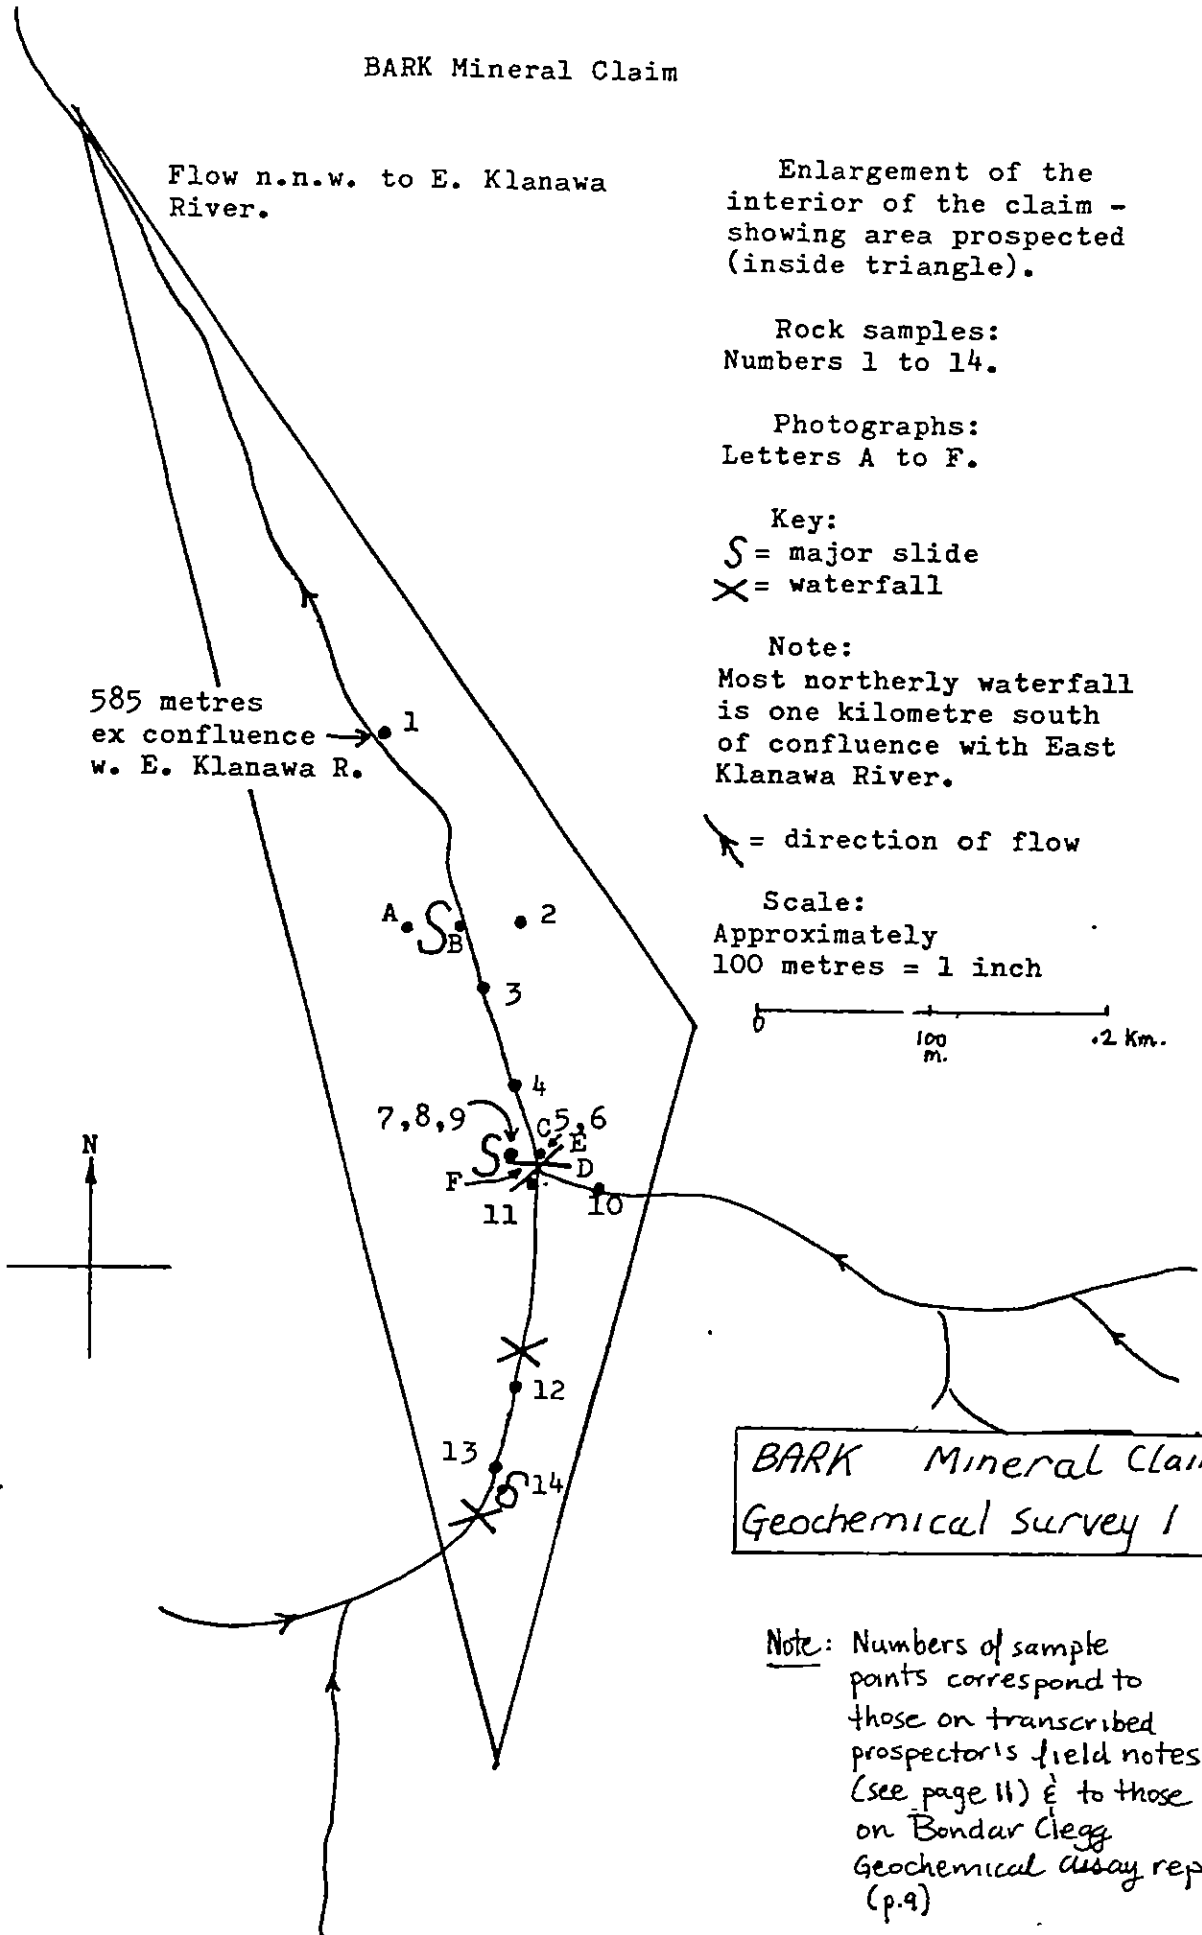 BARK Mineral Claim
Flow n.n.w. to E. Klanawa
River.
Enlargement of the
interior of the claim -
showing area prospected
(inside triangle).
Rock samples:
Numbers 1 to 14.
Photographs:
Letters A to F.
Key:
S = major slide
X = waterfall
Note:
Most northerly waterfall
is one kilometre south
of confluence with East
Klanawa River.
= direction of flow
Scale:
Approximately
100 metres = 1 inch
0
100
m.
.2 Km.
585 metres
ex confluence
w. E. Klanawa R.
1
A
S
B
2
3
4
7,8,9
C
5,6
E
S
D
F
11
10
N
12
13
S
14
BARK Mineral Clai
Geochemical Survey 1
Note: Numbers of sample
points correspond to
those on transcribed
prospector's field notes
(see page 11) & to those
on Bondar Clegg
Geochemical assay rep
(p.9)